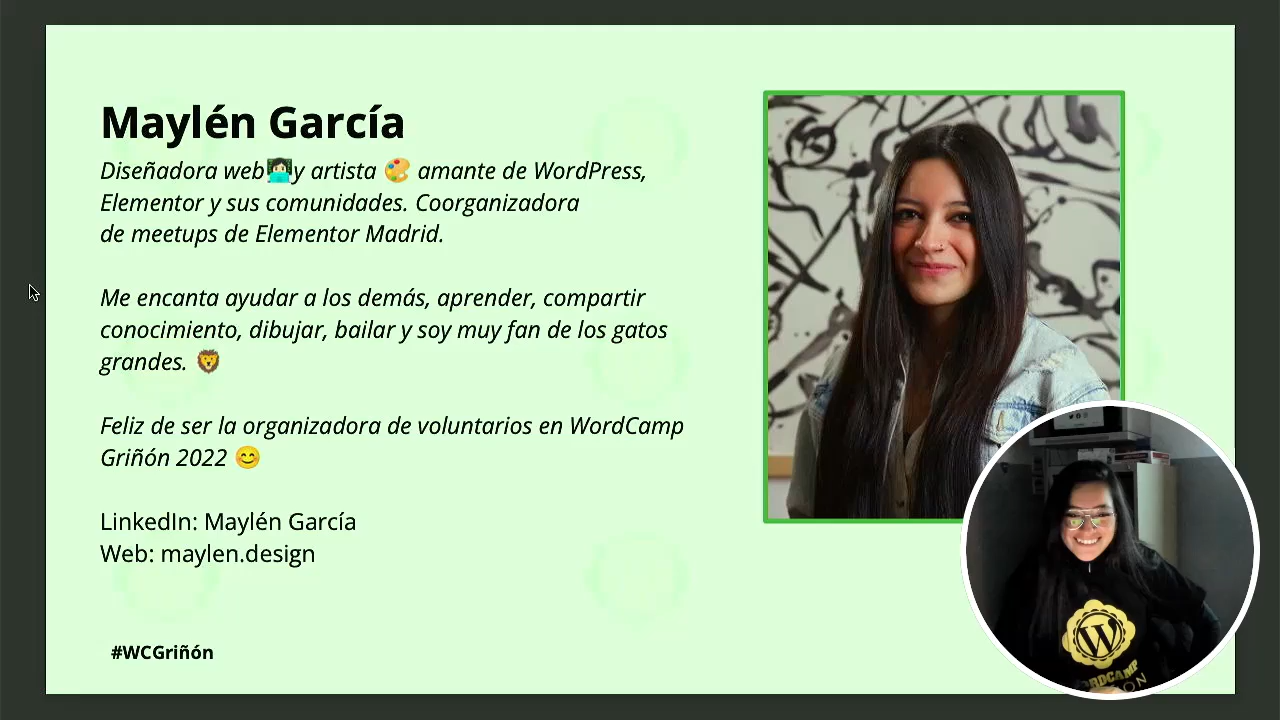 Maylén García
Diseñadora web👩🏻‍💻y artista 🎨 amante de WordPress,
Elementor y sus comunidades. Coorganizadora
de meetups de Elementor Madrid.
Me encanta ayudar a los demás, aprender, compartir
conocimiento, dibujar, bailar y soy muy fan de los gatos
grandes. 🦁
Feliz de ser la organizadora de voluntarios en WordCamp
Griñón 2022 😊
LinkedIn: Maylén García
Web: maylen.design
#WCGriñón
W